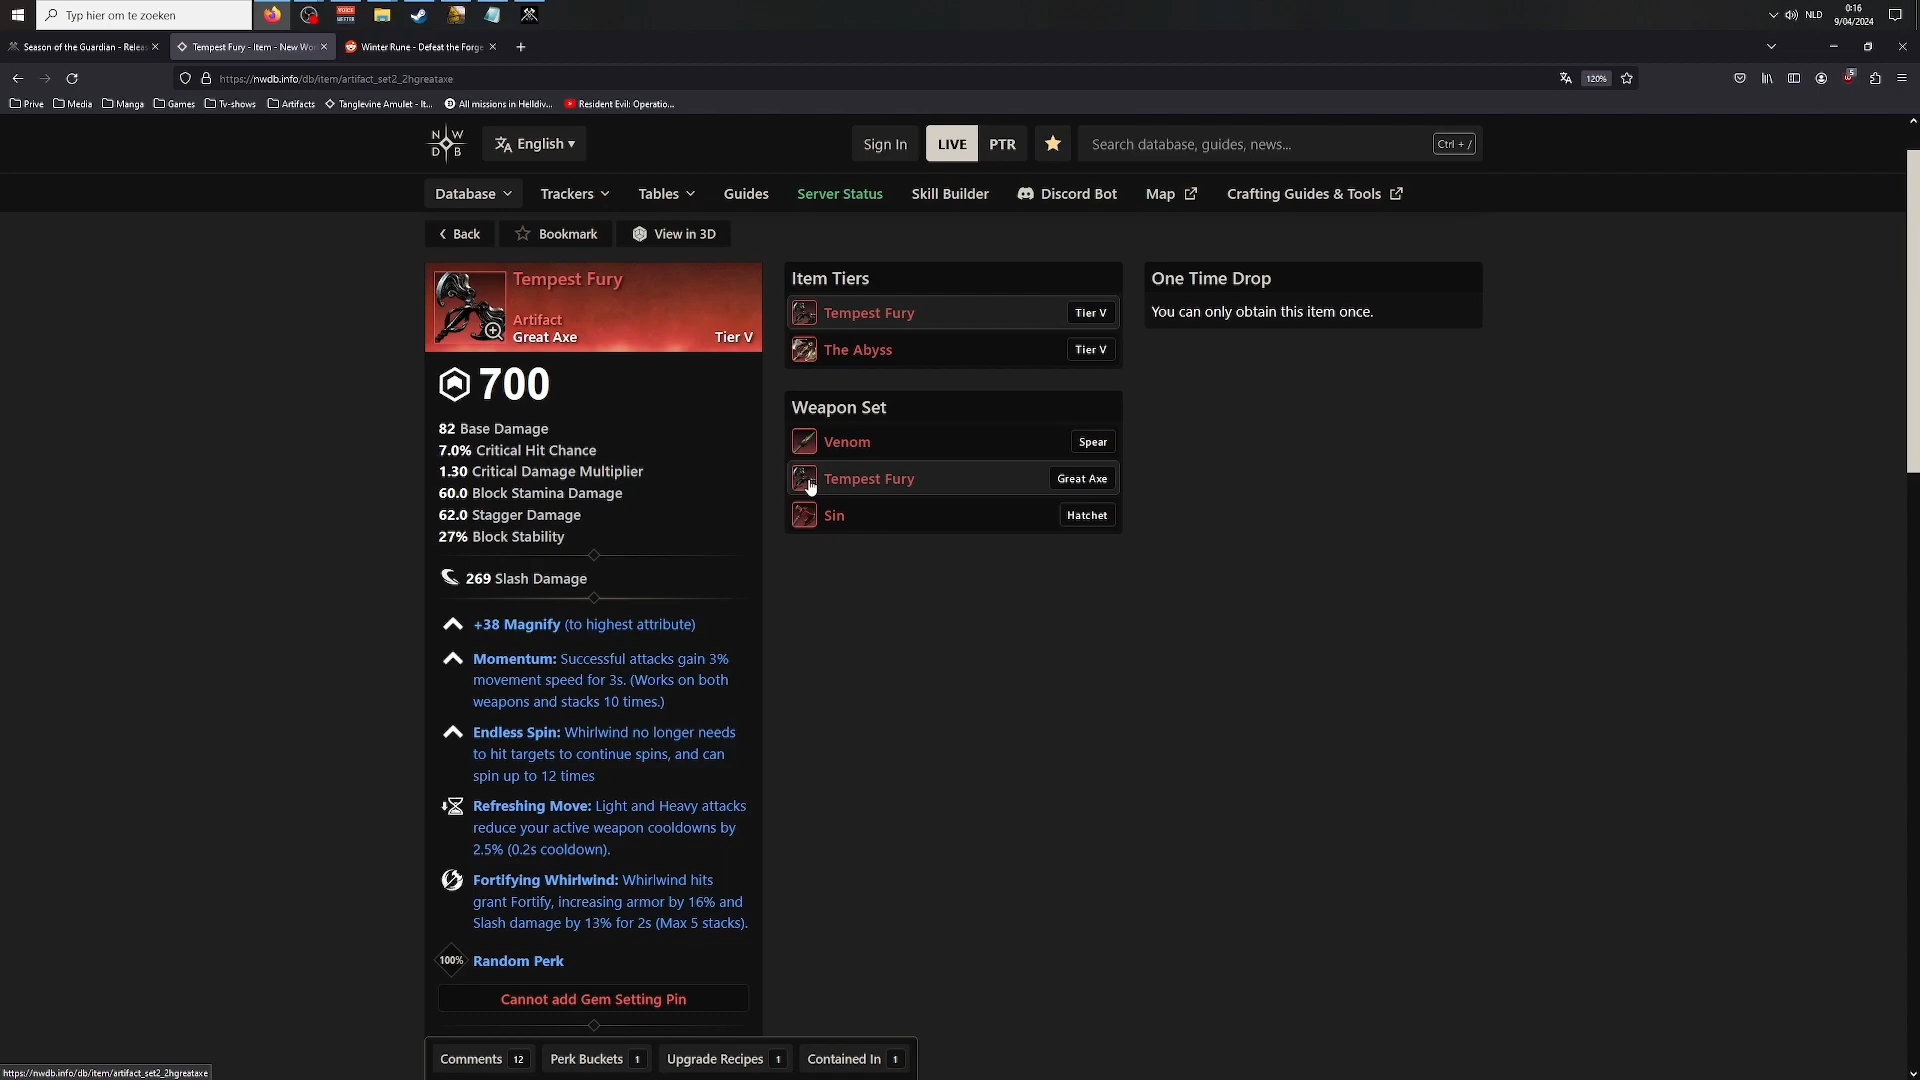 Typ hier om te zoeken
VOICE
MEETER
NLD
0:16
9/04/2024
Season of the Guardian - Relea
Tempest Fury - Item - New Wo
Winter Rune - Defeat the Forge
https://nwdb.info/db/item/artifact_set2_2hgreataxe
120%
5
Prive
Media
Manga
Games
Tv-shows
Artifacts
Tanglevine Amulet - It...
All missions in Helldiv...
Resident Evil: Operatio...
N W
D B
English
Sign In
LIVE
PTR
Search database, guides, news...
Ctrl + /
Database
Trackers
Tables
Guides
Server Status
Skill Builder
Discord Bot
Map
Crafting Guides & Tools
Back
Bookmark
View in 3D
Tempest Fury
Artifact
Great Axe
Tier V
700
82 Base Damage
7.0% Critical Hit Chance
1.30 Critical Damage Multiplier
60.0 Block Stamina Damage
62.0 Stagger Damage
27% Block Stability
269 Slash Damage
+38 Magnify (to highest attribute)
Momentum: Successful attacks gain 3%
movement speed for 3s. (Works on both
weapons and stacks 10 times.)
Endless Spin: Whirlwind no longer needs
to hit targets to continue spins, and can
spin up to 12 times
Refreshing Move: Light and Heavy attacks
reduce your active weapon cooldowns by
2.5% (0.2s cooldown).
Fortifying Whirlwind: Whirlwind hits
grant Fortify, increasing armor by 16% and
Slash damage by 13% for 2s (Max 5 stacks).
100% Random Perk
Cannot add Gem Setting Pin
Item Tiers
Tempest Fury
Tier V
The Abyss
Tier V
Weapon Set
Venom
Spear
Tempest Fury
Great Axe
Sin
Hatchet
One Time Drop
You can only obtain this item once.
Comments 12
Perk Buckets 1
Upgrade Recipes 1
Contained In 1
https://nwdb.info/db/item/artifact_set2_2hgreataxe